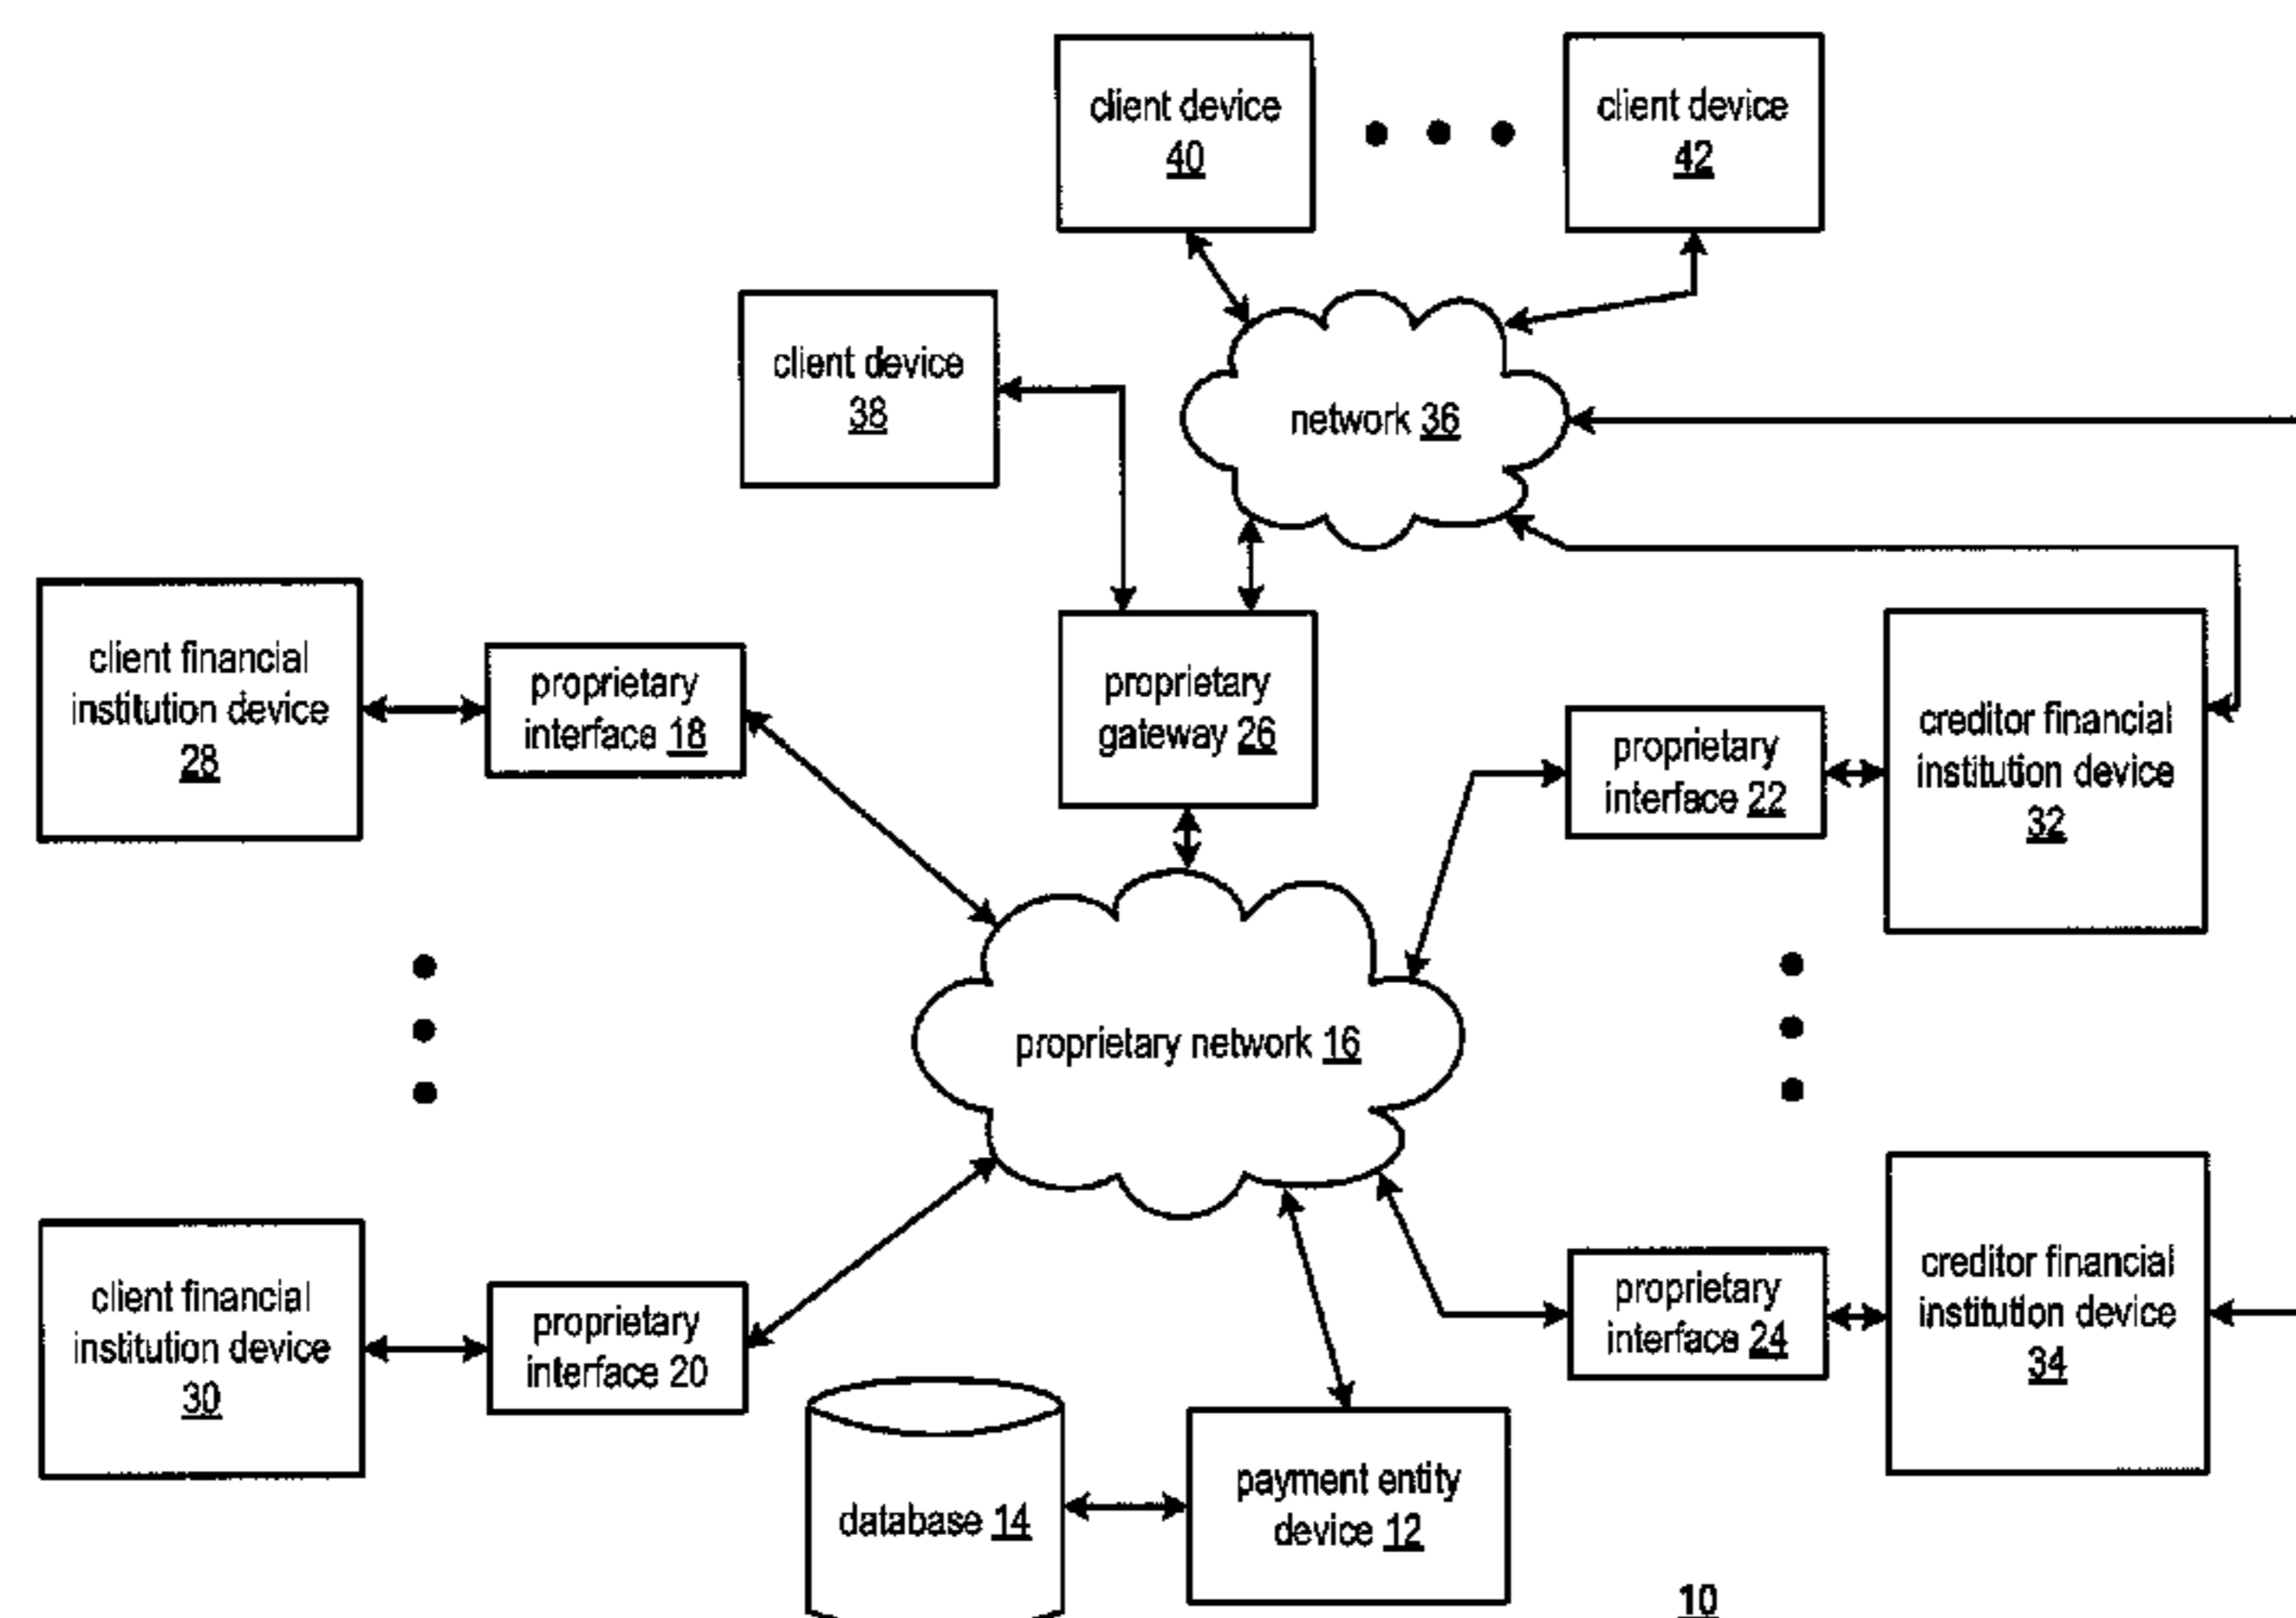 client device
40
client device
42
client device
38
network 36
client financial
institution device
28
proprietary
interface 18
proprietary
gateway 26
proprietary
interface 22
creditor financial
institution device
32
proprietary network 16
client financial
institution device
30
proprietary
interface 20
proprietary
interface 24
creditor financial
institution device
34
database 14
payment entity
device 12
10